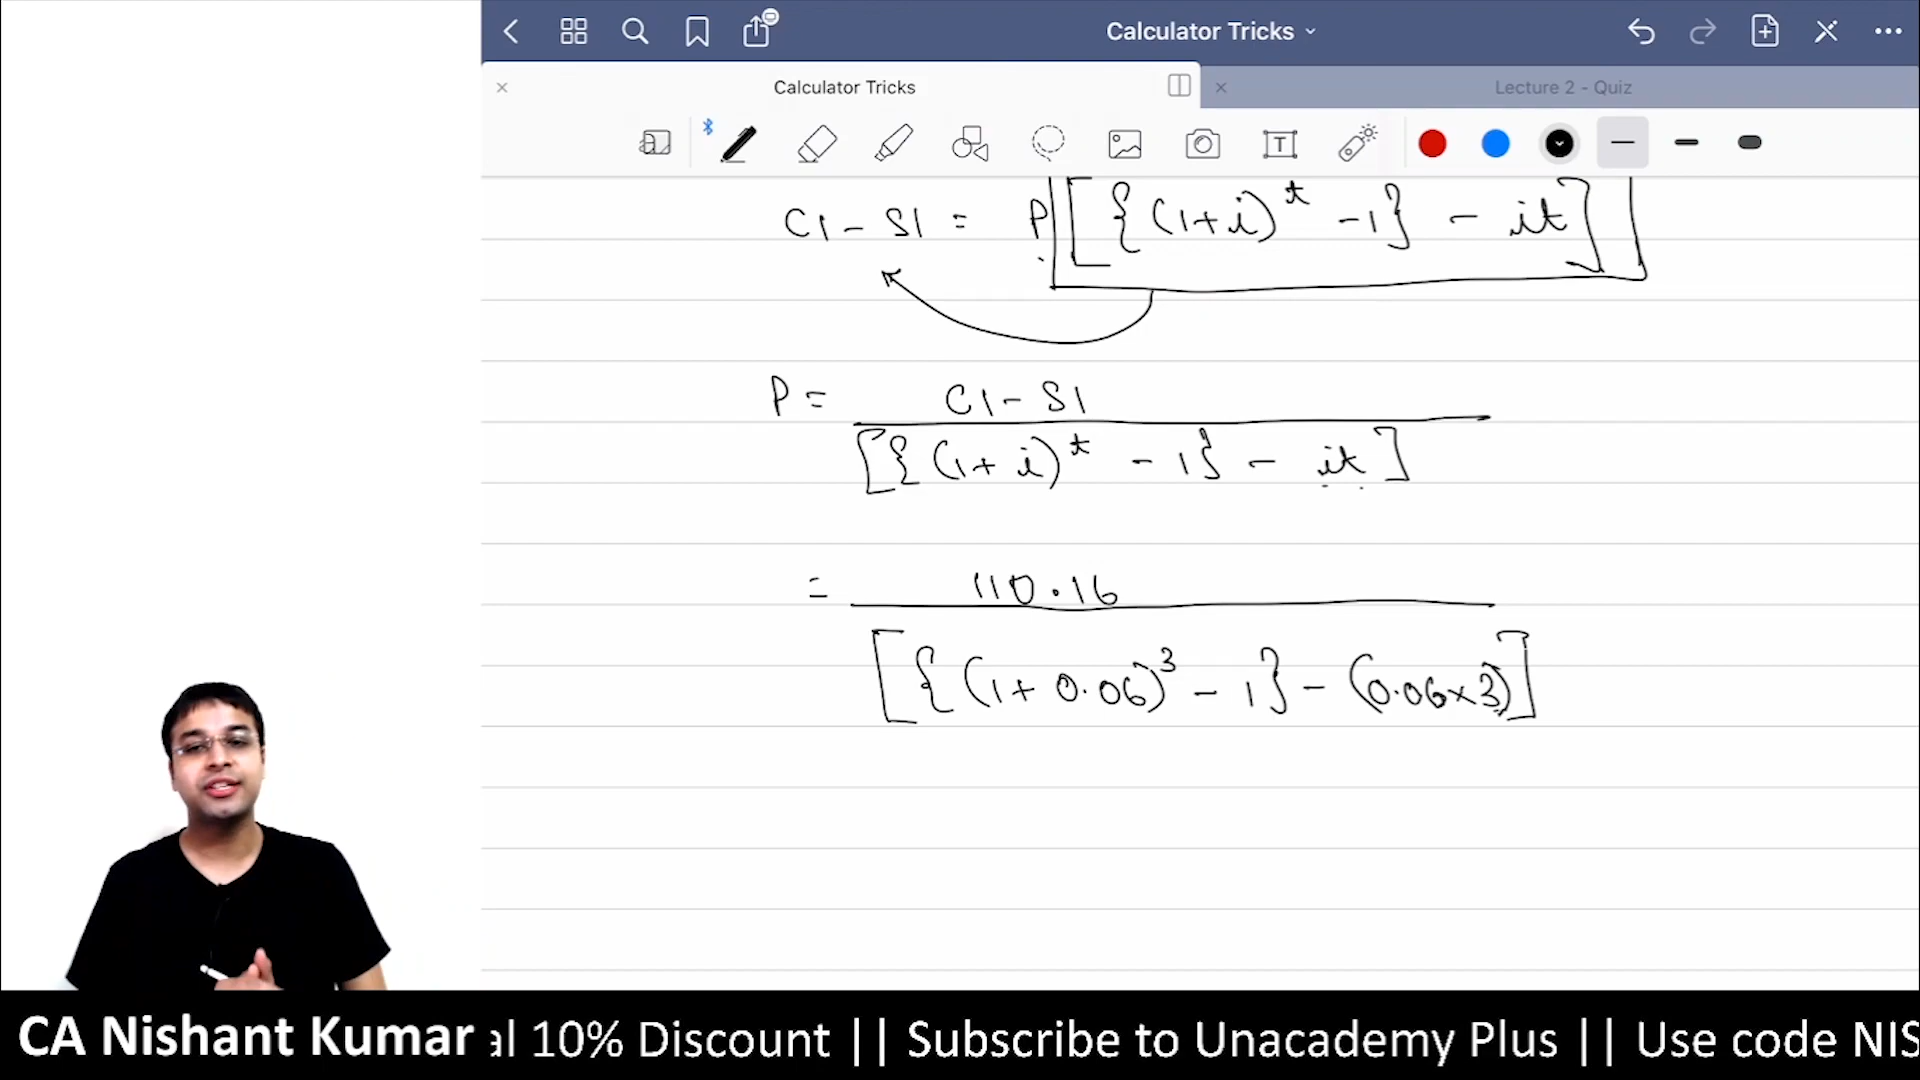 Calculator Tricks
Calculator Tricks
Lecture 2 - Quiz
CI - SI = P [{(1+i)^t -1} - it]
P = CI - SI
[{(1+i)^t - 1} - it]
= 110.16
[{(1+0.06)^3 - 1} - (0.06×3)]
CA Nishant Kumar al 10% Discount || Subscribe to Unacademy Plus || Use code NIS